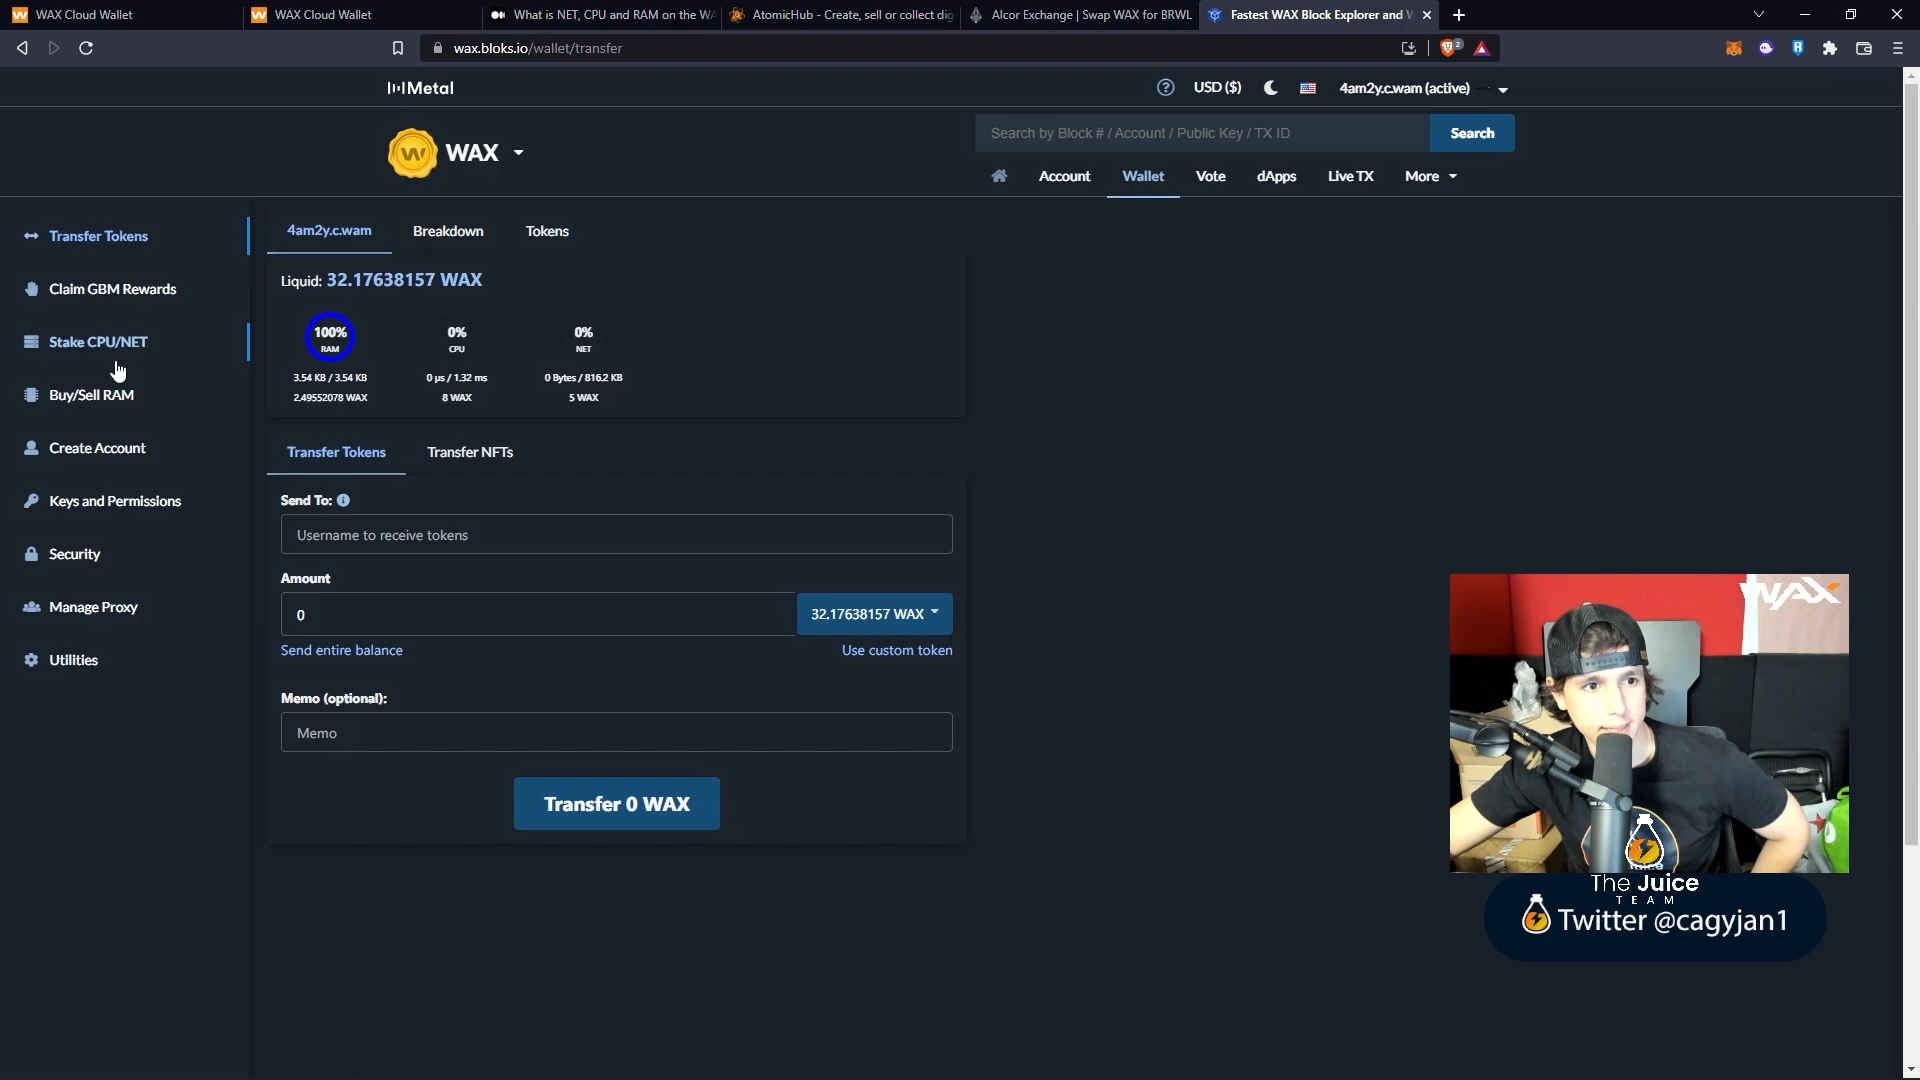 WAX Cloud Wallet
WAX Cloud Wallet
What is NET, CPU and RAM on the WA
AtomicHub - Create, sell or collect dig
Alcor Exchange | Swap WAX for BRWL
Fastest WAX Block Explorer and W
wax.bloks.io/wallet/transfer
2
Metal
USD ($)
4am2y.c.wam (active)
WAX
Search by Block # / Account / Public Key / TX ID
Search
Account
Wallet
Vote
dApps
Live TX
More
Transfer Tokens
Claim GBM Rewards
Stake CPU/NET
Buy/Sell RAM
Create Account
Keys and Permissions
Security
Manage Proxy
Utilities
4am2y.c.wam
Breakdown
Tokens
Liquid: 32.17638157 WAX
100%
RAM
3.54 KB / 3.54 KB
2.49552078 WAX
0%
CPU
0 µs / 1.32 ms
8 WAX
0%
NET
0 Bytes / 816.2 KB
5 WAX
Transfer Tokens
Transfer NFTs
Send To:
Username to receive tokens
Amount
0
32.17638157 WAX
Send entire balance
Use custom token
Memo (optional):
Memo
Transfer 0 WAX
WAX
The Juice
TEAM
Twitter @cagyjan1